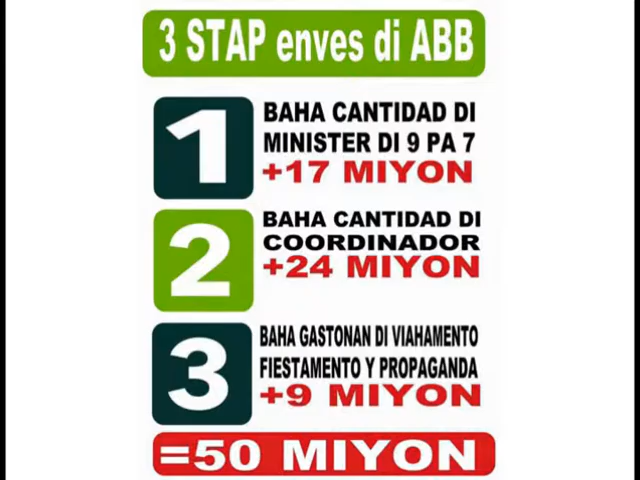 3 STAP enves di ABB
1
BAHA CANTIDAD DI
MINISTER DI 9 PA 7
+17 MIYON
2
BAHA CANTIDAD DI
COORDINADOR
+24 MIYON
3
BAHA GASTONAN DI VIAHAMENTO
FIESTAMENTO Y PROPAGANDA
+9 MIYON
=50 MIYON